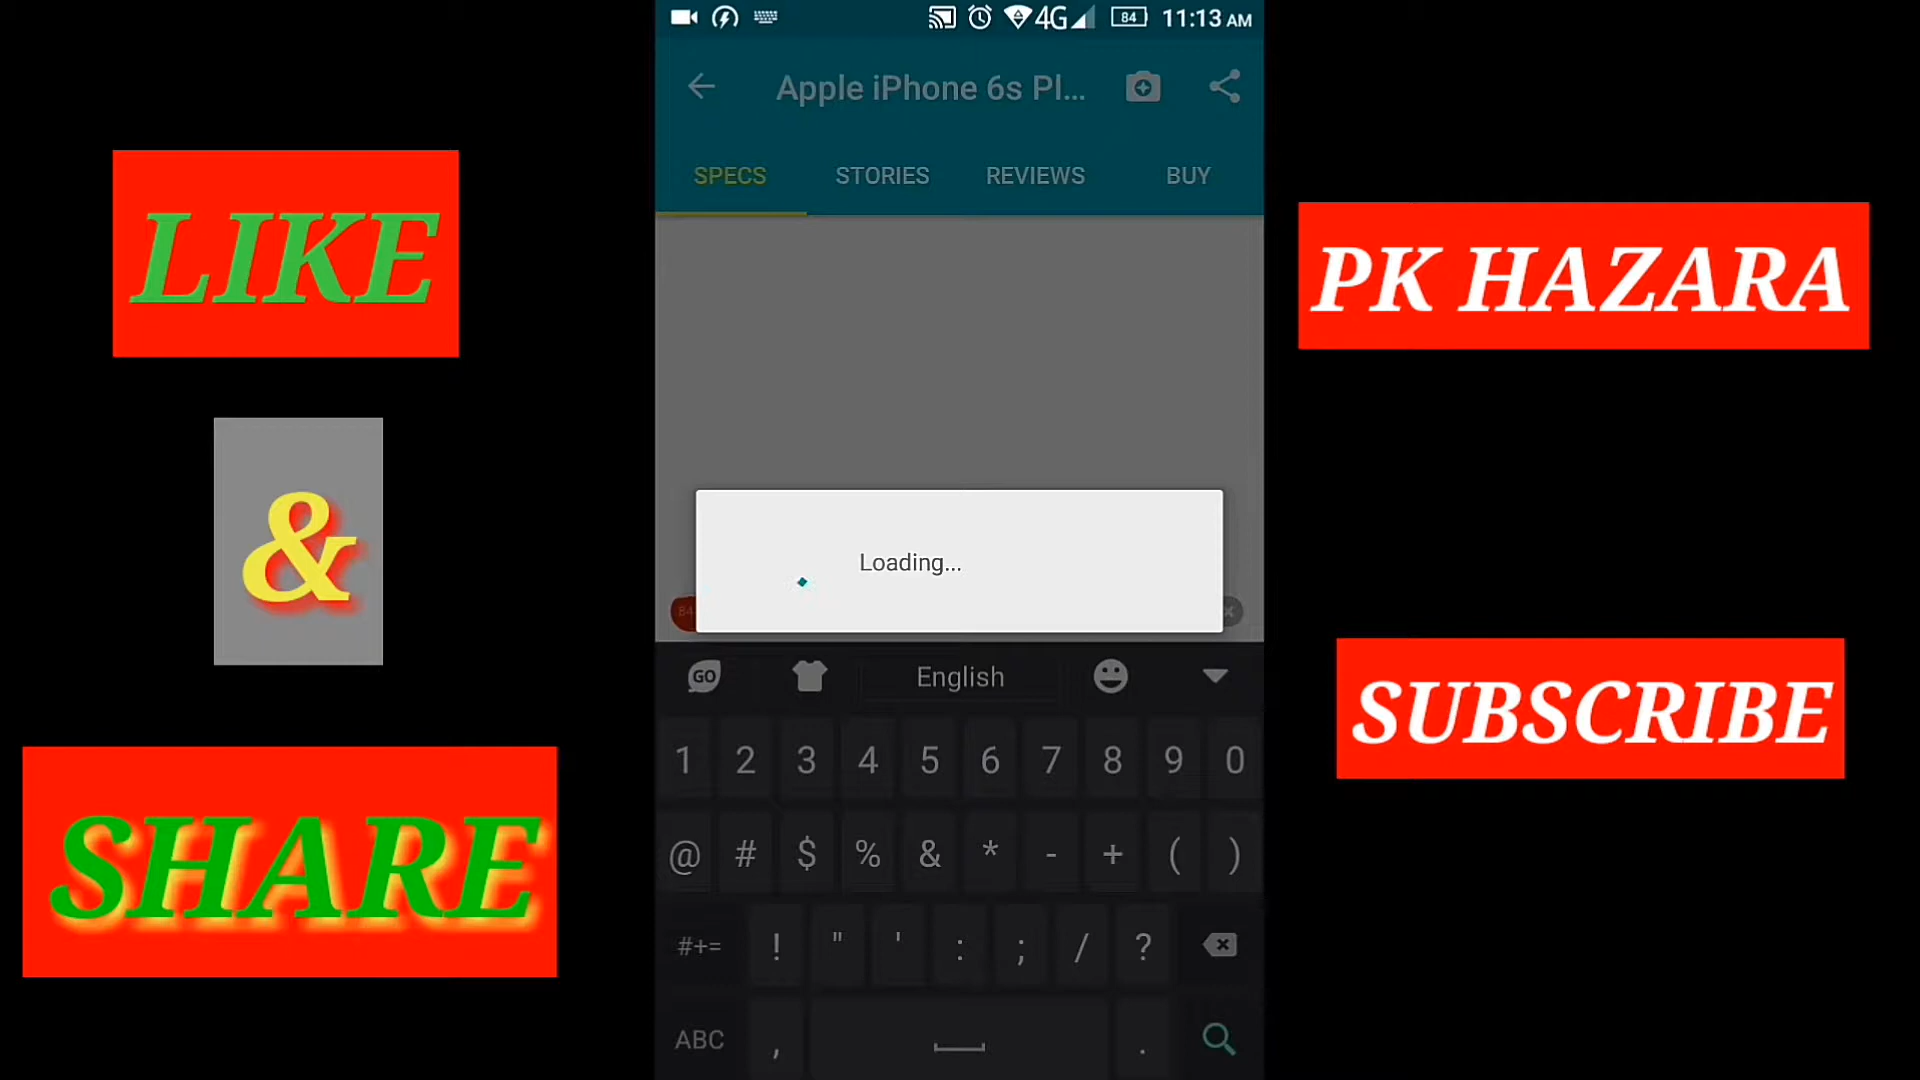 4G 84 11:13 AM
Apple iPhone 6s Pl...
SPECS STORIES REVIEWS BUY
LIKE
&
SHARE
PK HAZARA
SUBSCRIBE
Loading...
84
GO English
1 2 3 4 5 6 7 8 9 0
@ # $ % & * - + ( )
#+= ! " ' : ; / ?
ABC , .